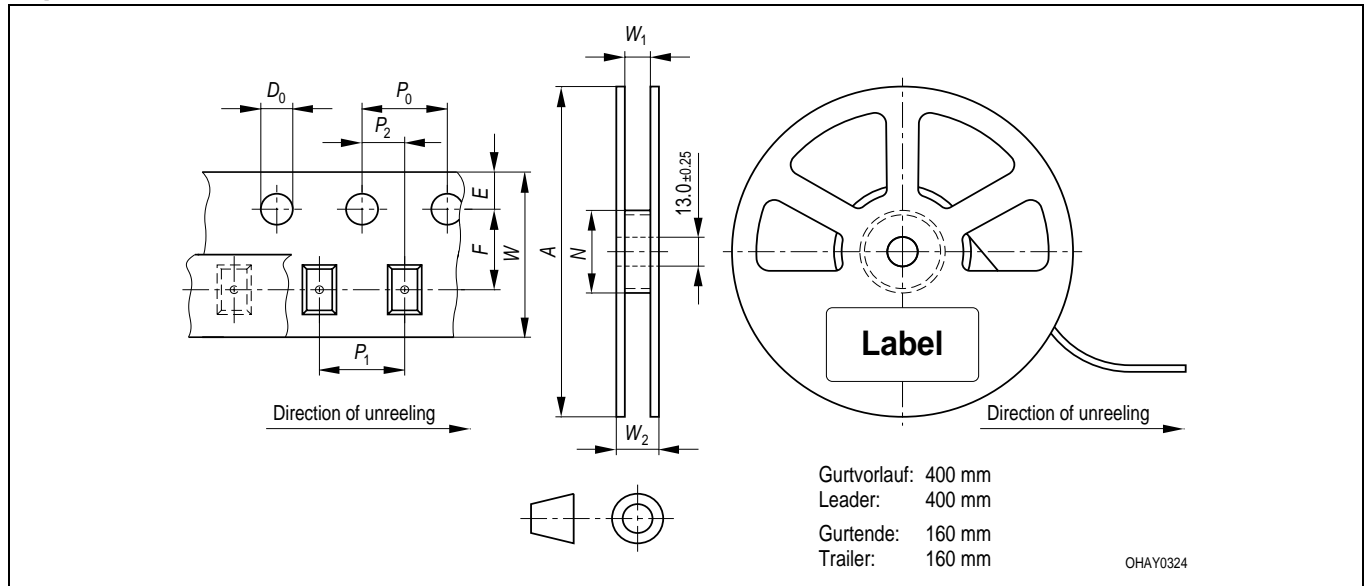 W1
D0
P0
P2
E
F
W
A
N
13.0 ±0.25
Label
P1
Direction of unreeling
W2
Direction of unreeling
Gurtvorlauf: 400 mm
Leader: 400 mm
Gurtende: 160 mm
Trailer: 160 mm
OHAY0324